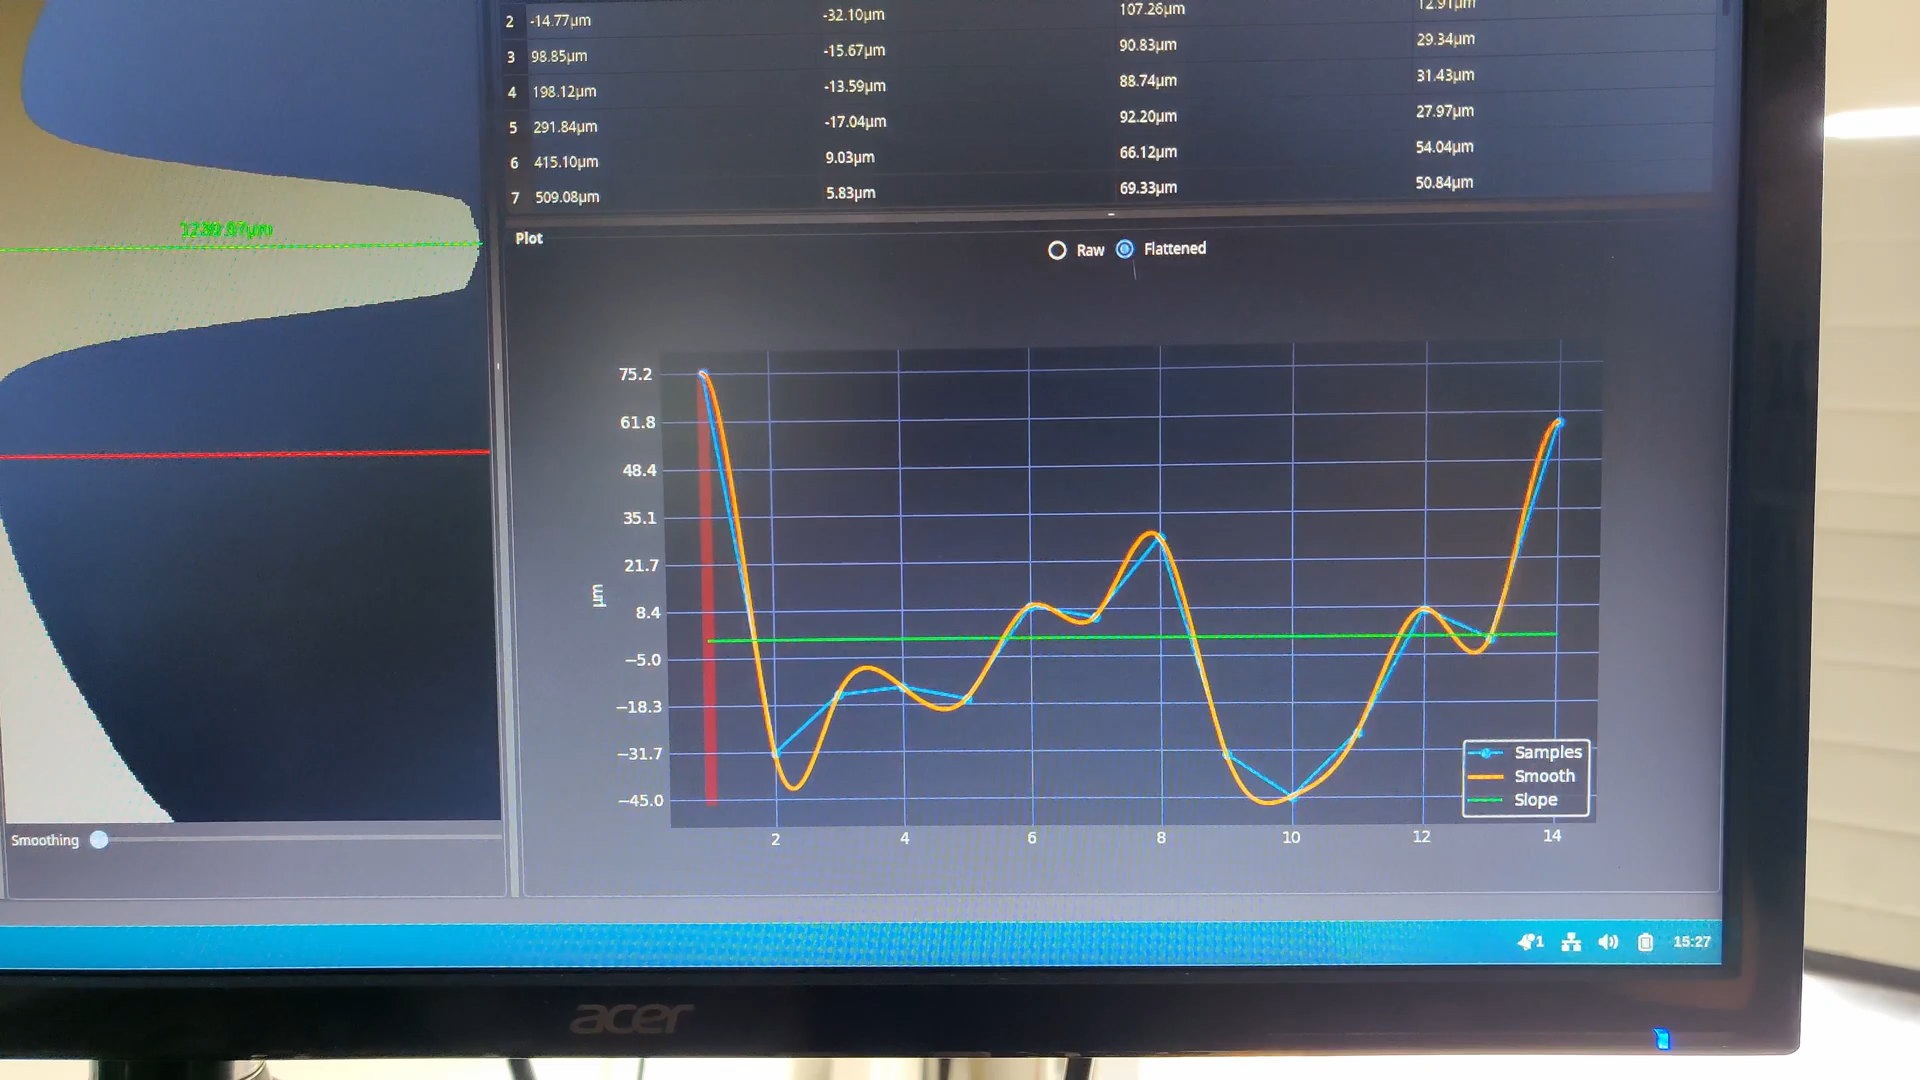 2 -14.77µm -32.10µm 107.26µm 12.91µm
3 98.85µm -15.67µm 90.83µm 29.34µm
4 198.12µm -13.59µm 88.74µm 31.43µm
5 291.84µm -17.04µm 92.20µm 27.97µm
6 415.10µm 9.03µm 66.12µm 54.04µm
7 509.08µm 5.83µm 69.33µm 50.84µm
Plot
Raw Flattened
75.2
61.8
48.4
35.1
21.7
8.4
−5.0
−18.3
−31.7
−45.0
µm
2 4 6 8 10 12 14
Samples
Smooth
Slope
Smoothing
1 15:27
acer